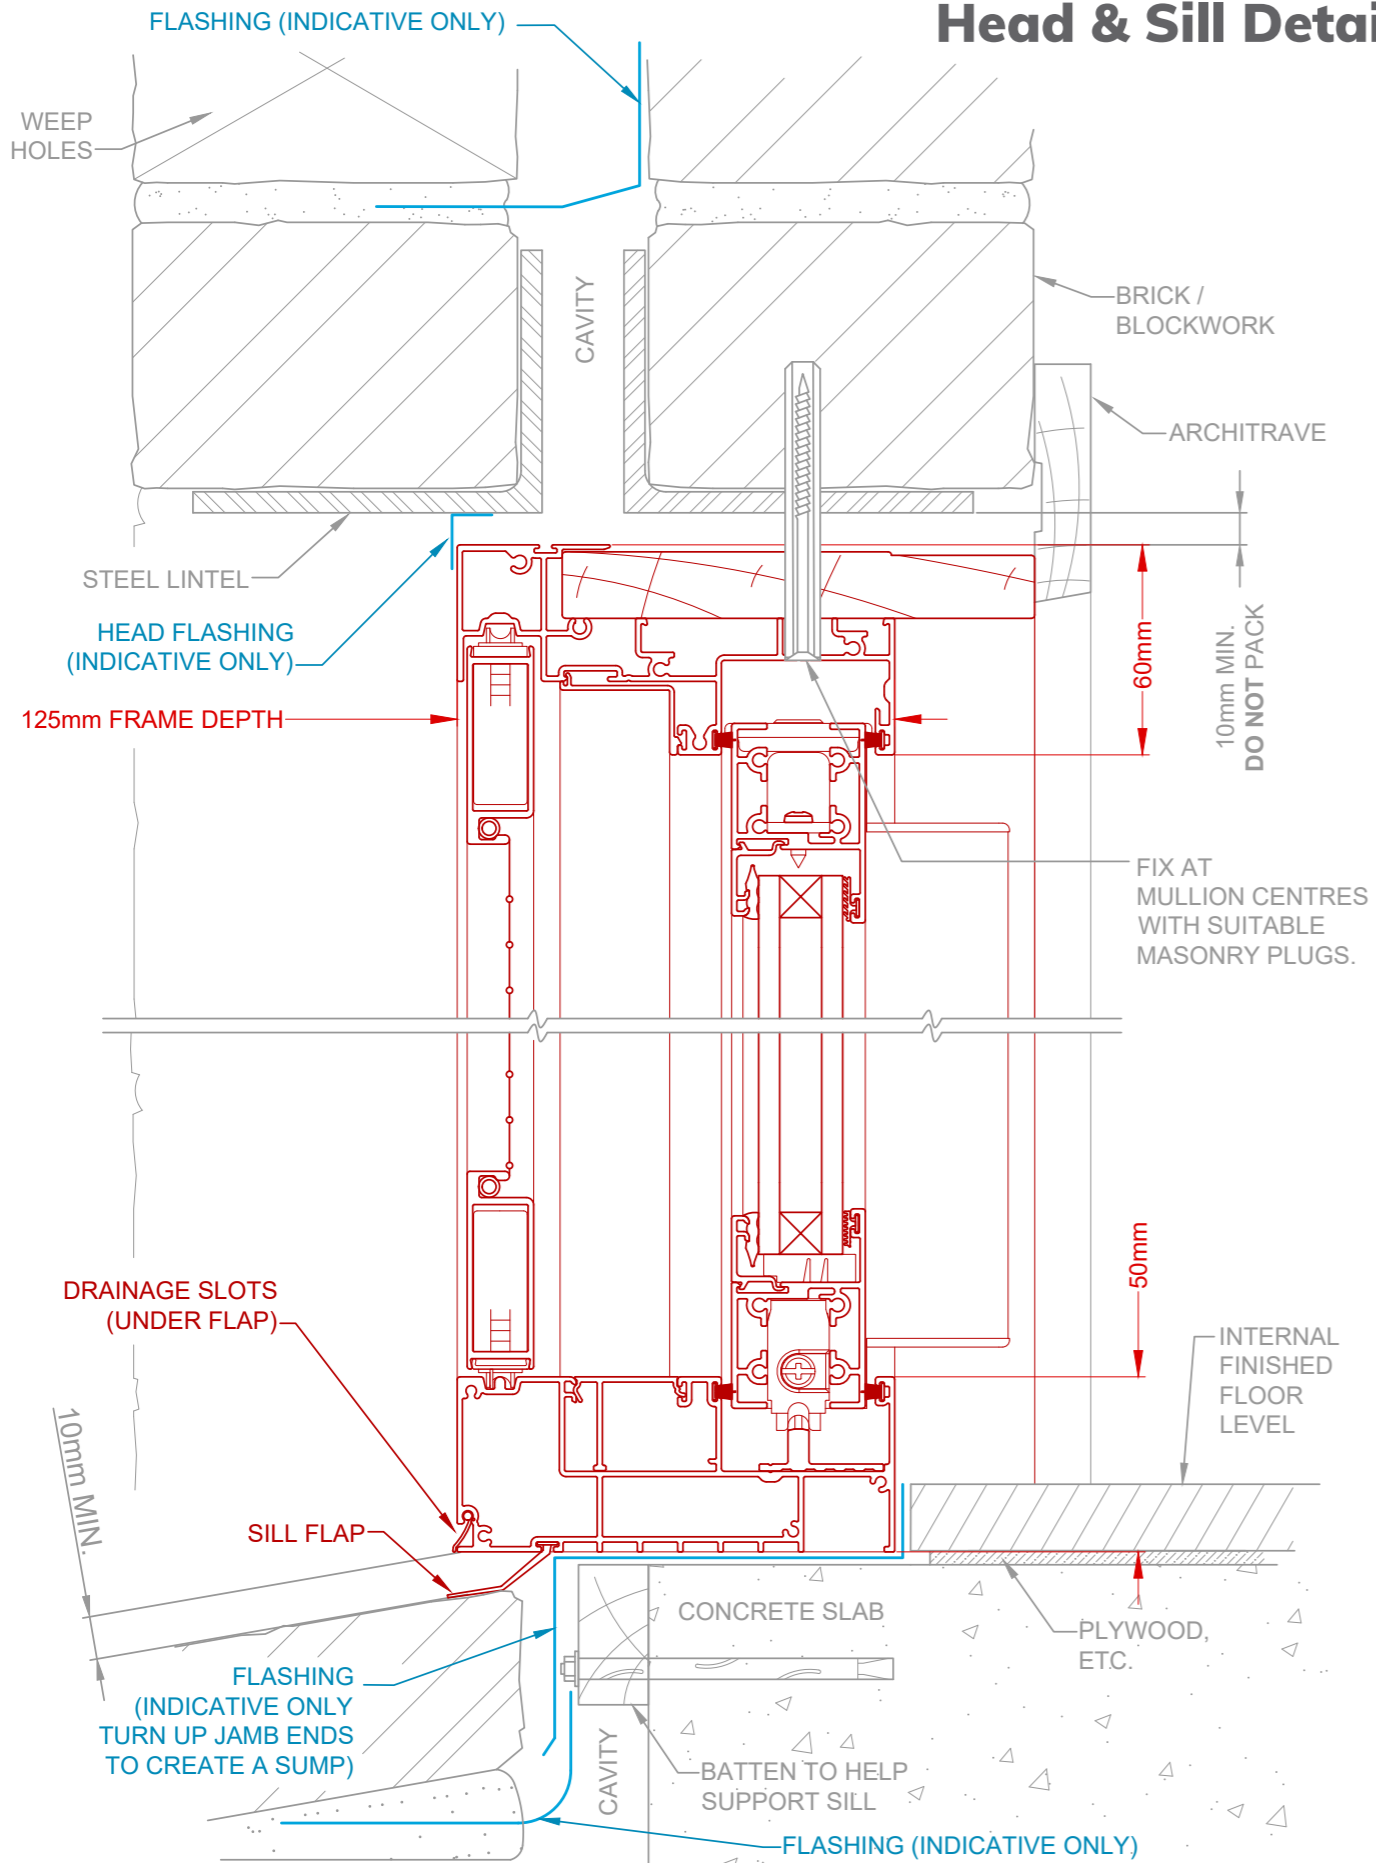 Head & Sill Detai
FLASHING (INDICATIVE ONLY)
WEEP
HOLES
CAVITY
BRICK /
BLOCKWORK
ARCHITRAVE
STEEL LINTEL
HEAD FLASHING
(INDICATIVE ONLY)
60mm
10mm MIN.
DO NOT PACK
125mm FRAME DEPTH
FIX AT
MULLION CENTRES
WITH SUITABLE
MASONRY PLUGS.
50mm
DRAINAGE SLOTS
(UNDER FLAP)
INTERNAL
FINISHED
FLOOR
LEVEL
10mm MIN.
SILL FLAP
CONCRETE SLAB
PLYWOOD,
ETC.
FLASHING
(INDICATIVE ONLY
TURN UP JAMB ENDS
TO CREATE A SUMP)
CAVITY
BATTEN TO HELP
SUPPORT SILL
FLASHING (INDICATIVE ONLY)